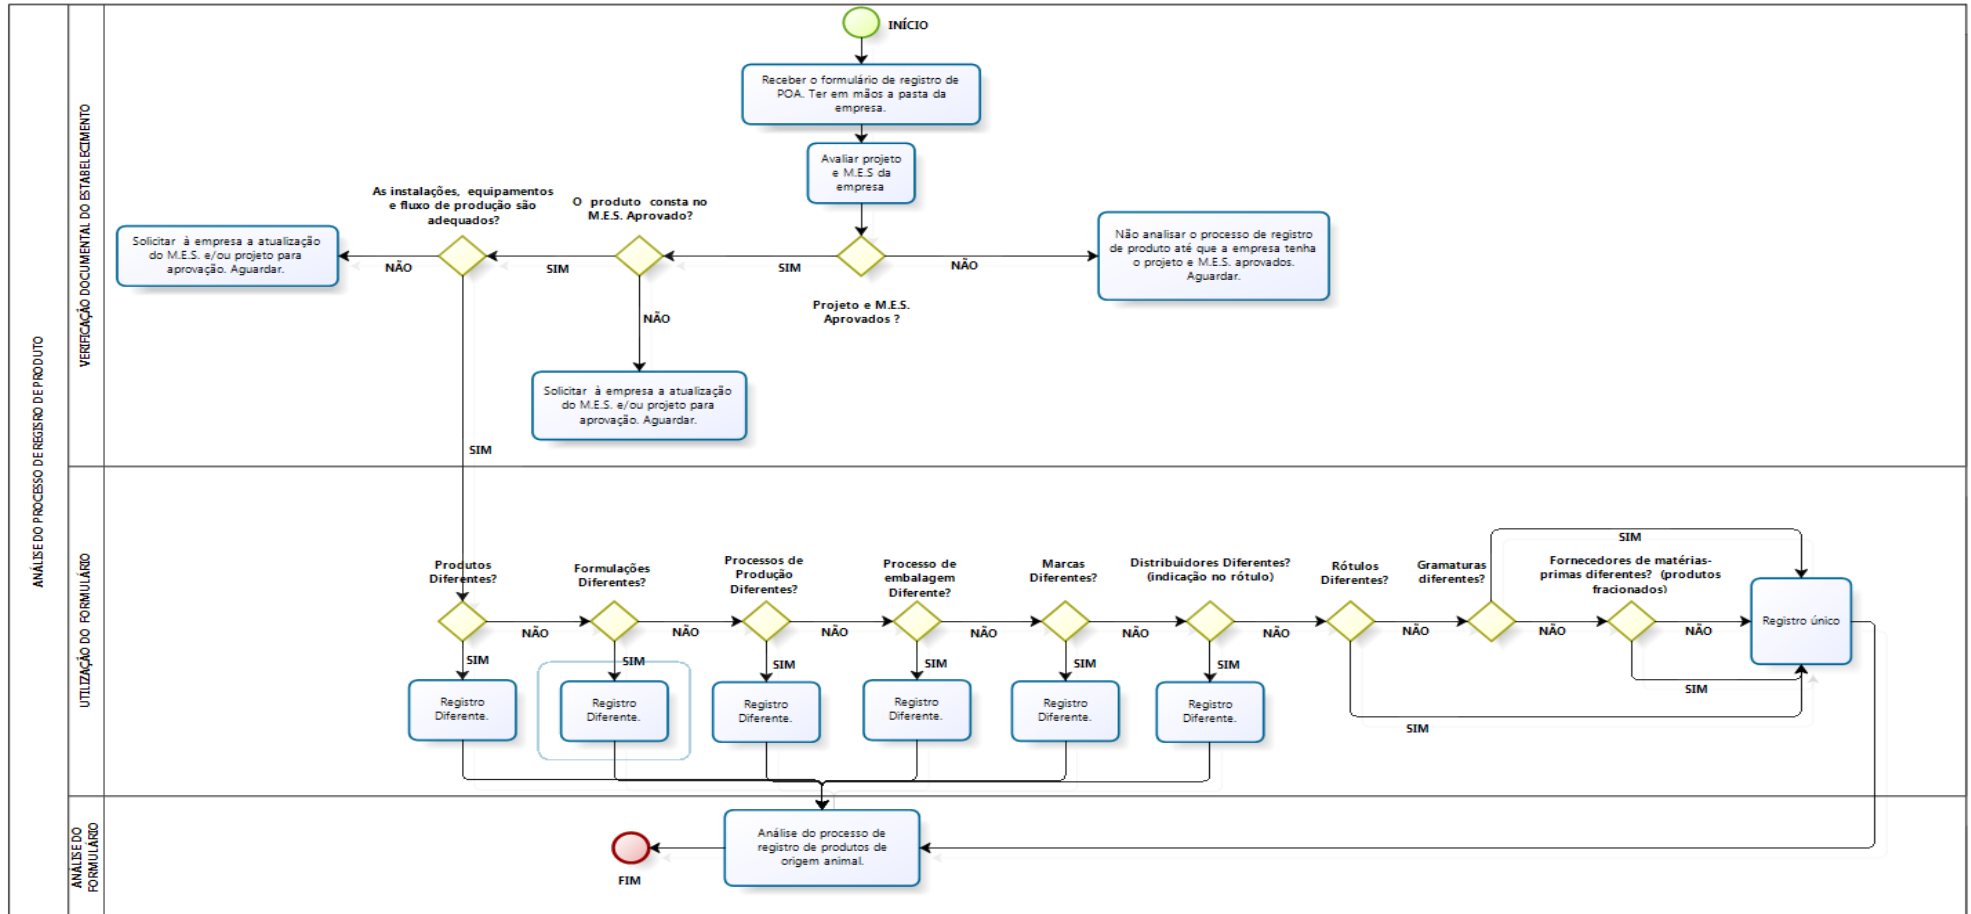 ANÁLISE DO PROCESSO DE REGISRO DE PRODUTO
VERIFICAÇÃO DOCUMENTAL DO ESTABELECIMENTO
INÍCIO
Receber o formulário de registro de
POA. Ter em mãos a pasta da
empresa.
Avaliar projeto
e M.E.S da
empresa
As instalações, equipamentos
e fluxo de produção são
adequados?
O produto consta no
M.E.S. Aprovado?
Solicitar à empresa a atualização
do M.E.S. e/ou projeto para
aprovação. Aguardar.
NÃO
SIM
SIM
NÃO
Não analisar o processo de registro
de produto até que a empresa tenha
o projeto e M.E.S. aprovados.
Aguardar.
Projeto e M.E.S.
Aprovados ?
NÃO
Solicitar à empresa a atualização
do M.E.S. e/ou projeto para
aprovação. Aguardar.
SIM
UTILIZAÇÃO DO FORMULÁRIO
Produtos
Diferentes?
Formulações
Diferentes?
Processos de
Produção
Diferentes?
Processo de
embalagem
Diferente?
Marcas
Diferentes?
Distribuidores Diferentes?
(indicação no rótulo)
Rótulos
Diferentes?
Gramaturas
diferentes?
SIM
Fornecedores de matérias-
primas diferentes? (produtos
fracionados)
NÃO
NÃO
NÃO
NÃO
NÃO
NÃO
NÃO
NÃO
NÃO
Registro único
SIM
SIM
SIM
SIM
SIM
SIM
SIM
SIM
Registro
Diferente.
Registro
Diferente.
Registro
Diferente.
Registro
Diferente.
Registro
Diferente.
Registro
Diferente.
ANÁLISE DO
FORMULÁRIO
Análise do processo de
registro de produtos de
origem animal.
FIM